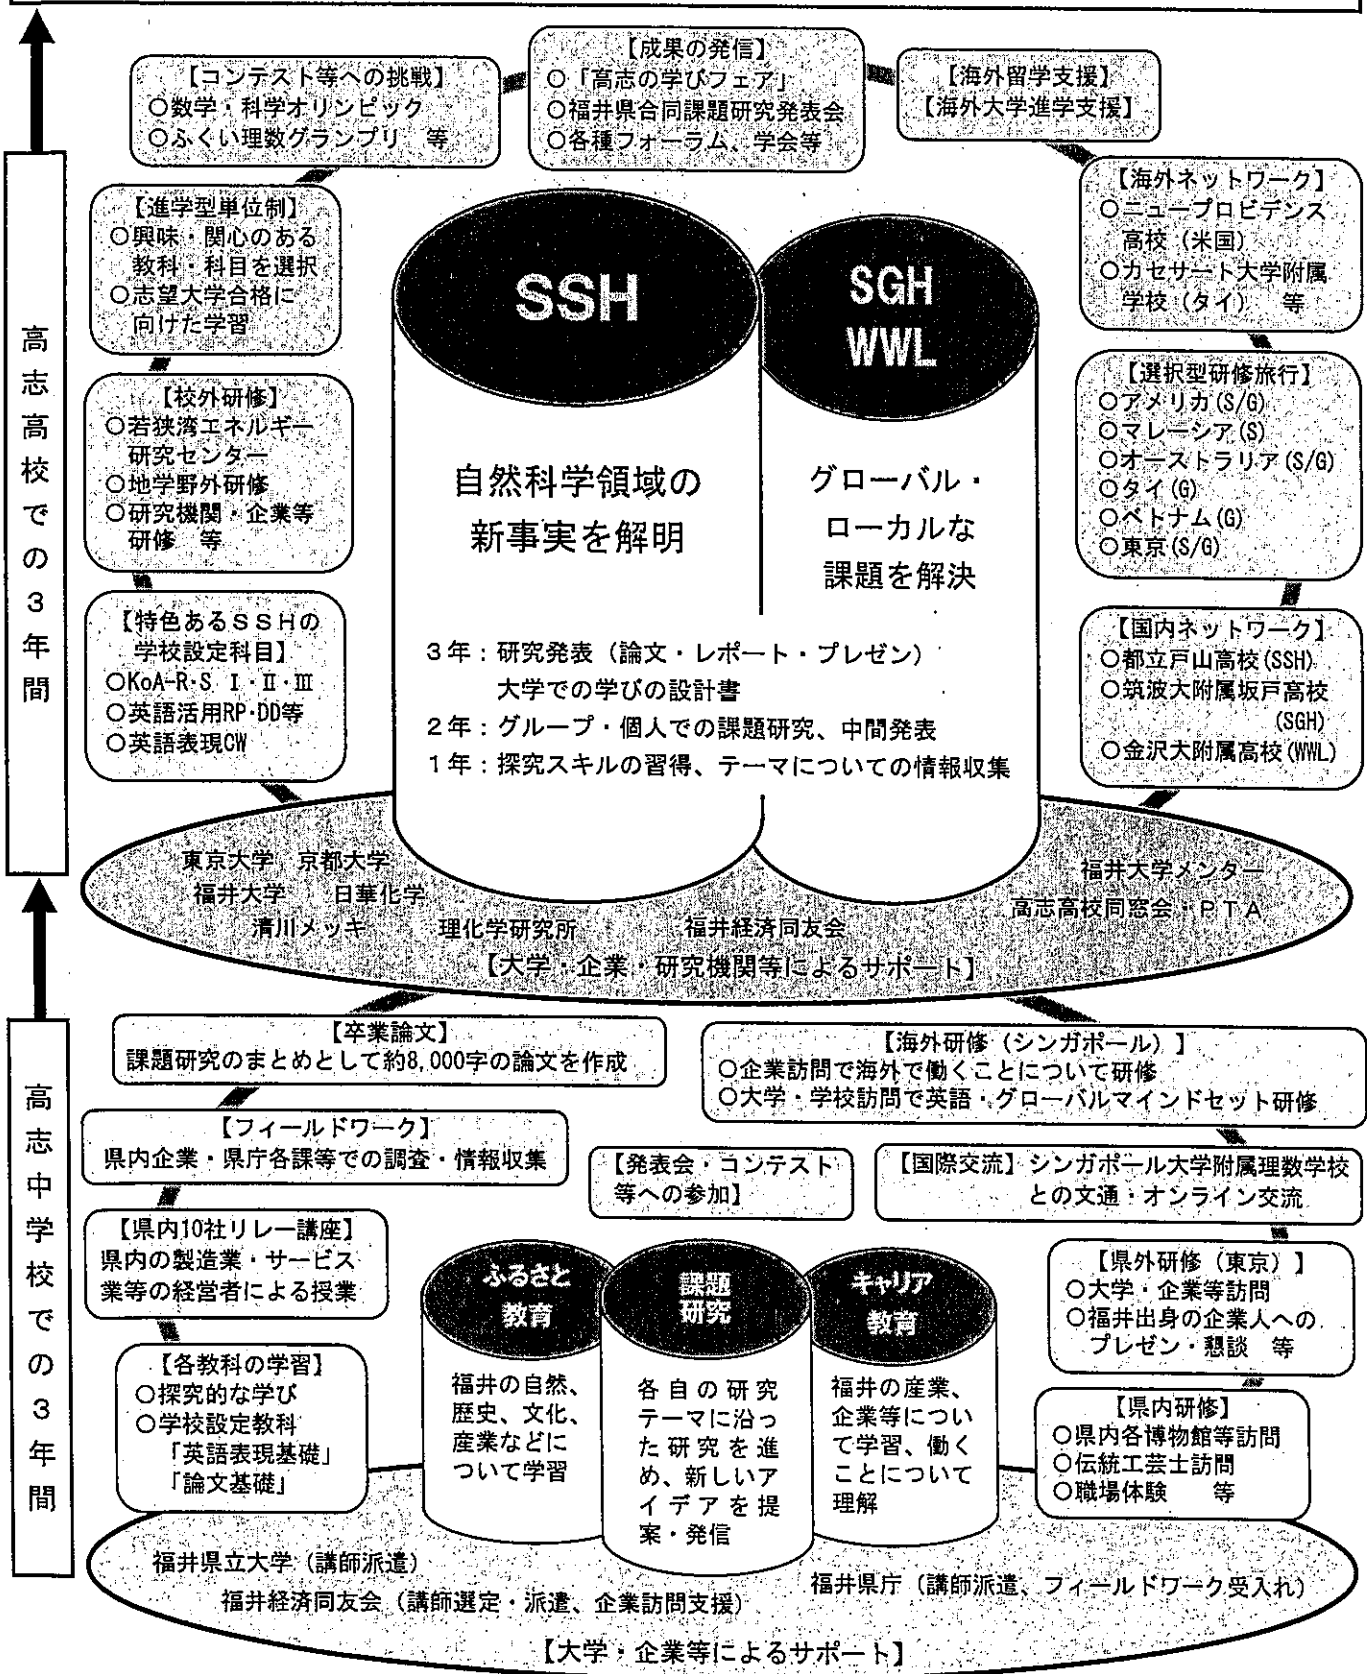 【成果の発信】
○「高志の学びフェア」
○福井県合同課題研究発表会
○各種フォーラム、学会等
【コンテスト等への挑戦】
○数学・科学オリンピック
○ふくい理数グランプリ 等
【海外留学支援】
【海外大学進学支援】
高志高校での3年間
【進学型単位制】
○興味・関心のある
教科・科目を選択
○志望大学合格に
向けた学習
【校外研修】
○若狭湾エネルギー
研究センター
○地学野外研修
○研究機関・企業等
研修 等
【特色あるSSHの
学校設定科目】
○KoA-R・S Ⅰ・Ⅱ・Ⅲ
○英語活用RP・DD等
○英語表現CW
SSH
自然科学領域の
新事実を解明
SGH
WWL
グローバル・
ローカルな
課題を解決
3年：研究発表（論文・レポート・プレゼン）
大学での学びの設計書
2年：グループ・個人での課題研究、中間発表
1年：探究スキルの習得、テーマについての情報収集
【海外ネットワーク】
○ニュープロビデンス
高校（米国）
○カセサート大学附属
学校（タイ） 等
【選択型研修旅行】
○アメリカ(S/G)
○マレーシア(S)
○オーストラリア(S/G)
○タイ(G)
○ベトナム(G)
○東京(S/G)
【国内ネットワーク】
○都立戸山高校(SSH)
○筑波大附属坂戸高校
(SGH)
○金沢大附属高校(WWL)
東京大学 京都大学
福井大学 日華化学
清川メッキ 理化学研究所 福井経済同友会
福井大学メンター
高志高校同窓会・PTA
【大学・企業・研究機関等によるサポート】
高志中学校での3年間
【卒業論文】
課題研究のまとめとして約8,000字の論文を作成
【海外研修（シンガポール）】
○企業訪問で海外で働くことについて研修
○大学・学校訪問で英語・グローバルマインドセット研修
【フィールドワーク】
県内企業・県庁各課等での調査・情報収集
【発表会・コンテスト
等への参加】
【国際交流】シンガポール大学附属理数学校
との文通・オンライン交流
【県内10社リレー講座】
県内の製造業・サービス
業等の経営者による授業
【各教科の学習】
○探究的な学び
○学校設定教科
「英語表現基礎」
「論文基礎」
ふるさと
教育
福井の自然、
歴史、文化、
産業などに
ついて学習
課題
研究
各自の研究
テーマに沿っ
た研究を進
め、新しいア
イデアを提
案・発信
キャリア
教育
福井の産業、
企業等につい
て学習、働く
ことについて
理解
【県外研修（東京）】
○大学・企業等訪問
○福井出身の企業人への
プレゼン・懇談 等
【県内研修】
○県内各博物館等訪問
○伝統工芸士訪問
○職場体験 等
福井県立大学（講師派遣）
福井経済同友会（講師選定・派遣、企業訪問支援）
福井県庁（講師派遣、フィールドワーク受入れ）
【大学・企業等によるサポート】